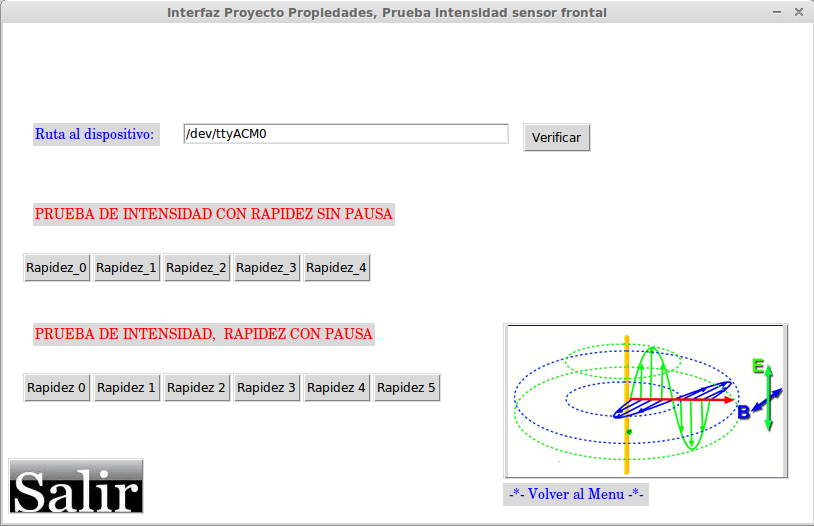 Interfaz Proyecto Propiedades, Prueba intensidad sensor frontal
Ruta al dispositivo:
/dev/ttyACM0
Verificar
PRUEBA DE INTENSIDAD CON RAPIDEZ SIN PAUSA
Rapidez_0 Rapidez_1 Rapidez_2 Rapidez_3 Rapidez_4
PRUEBA DE INTENSIDAD, RAPIDEZ CON PAUSA
Rapidez 0 Rapidez 1 Rapidez 2 Rapidez 3 Rapidez 4 Rapidez 5
E
B
Salir
-*- Volver al Menu -*-